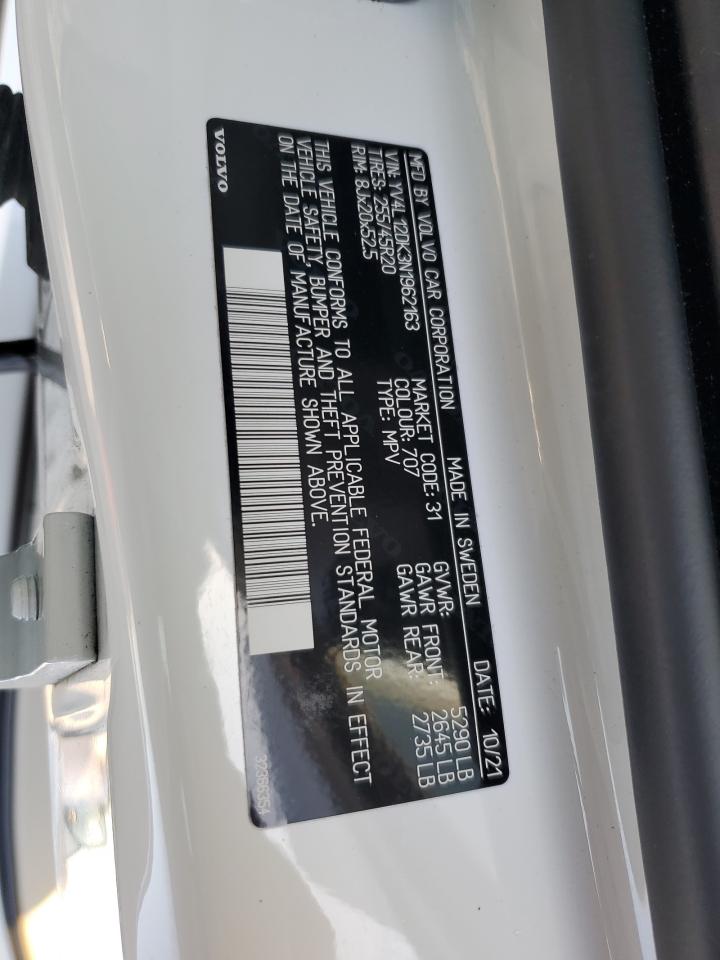 MFD BY VOLVO CAR CORPORATION MADE IN SWEDEN DATE: 10/21
VIN: YV4L12DK3N1962163 MARKET CODE: 31 GVWR: 5290 LB
TIRES: 255/45R20 COLOUR: 707 GAWR FRONT: 2645 LB
RIM: 8Jx20x52.5 TYPE: MPV GAWR REAR: 2735 LB
THIS VEHICLE CONFORMS TO ALL APPLICABLE FEDERAL MOTOR
VEHICLE SAFETY, BUMPER AND THEFT PREVENTION STANDARDS IN EFFECT
ON THE DATE OF MANUFACTURE SHOWN ABOVE.
VOLVO